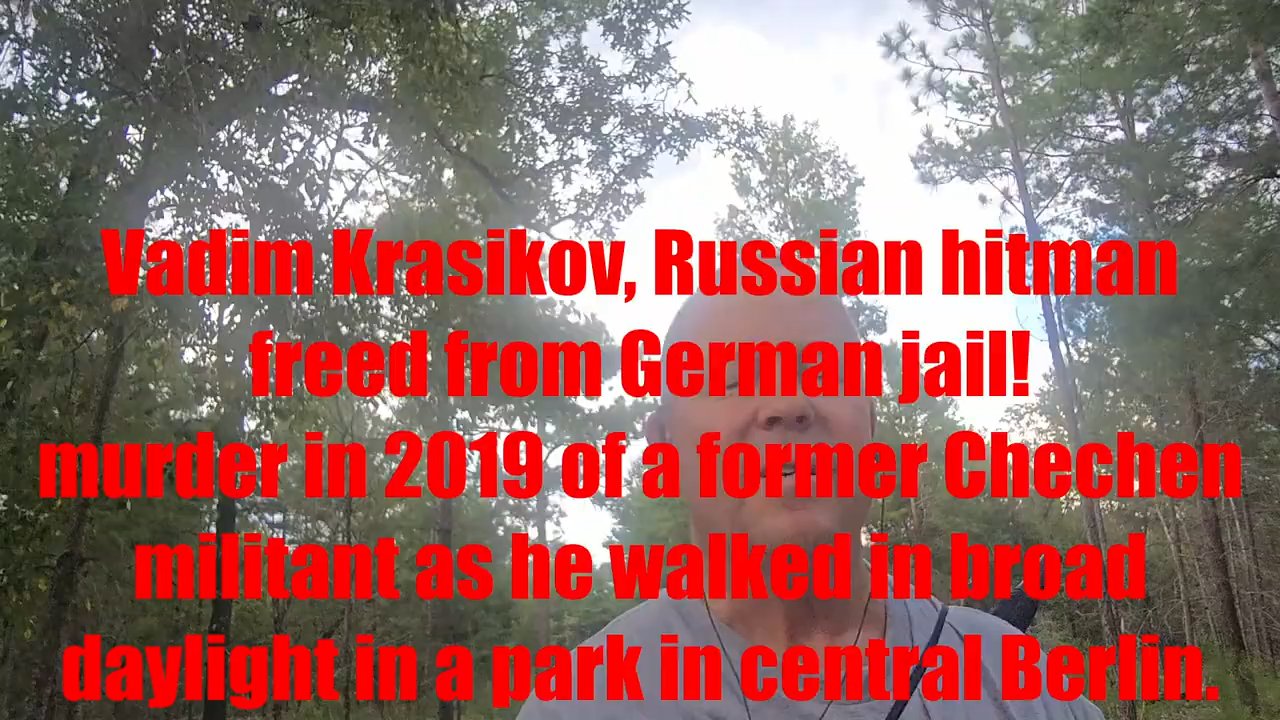 Vadim Krasikov, Russian hitman
freed from German jail!
murder in 2019 of a former Chechen
militant as he walked in broad
daylight in a park in central Berlin.